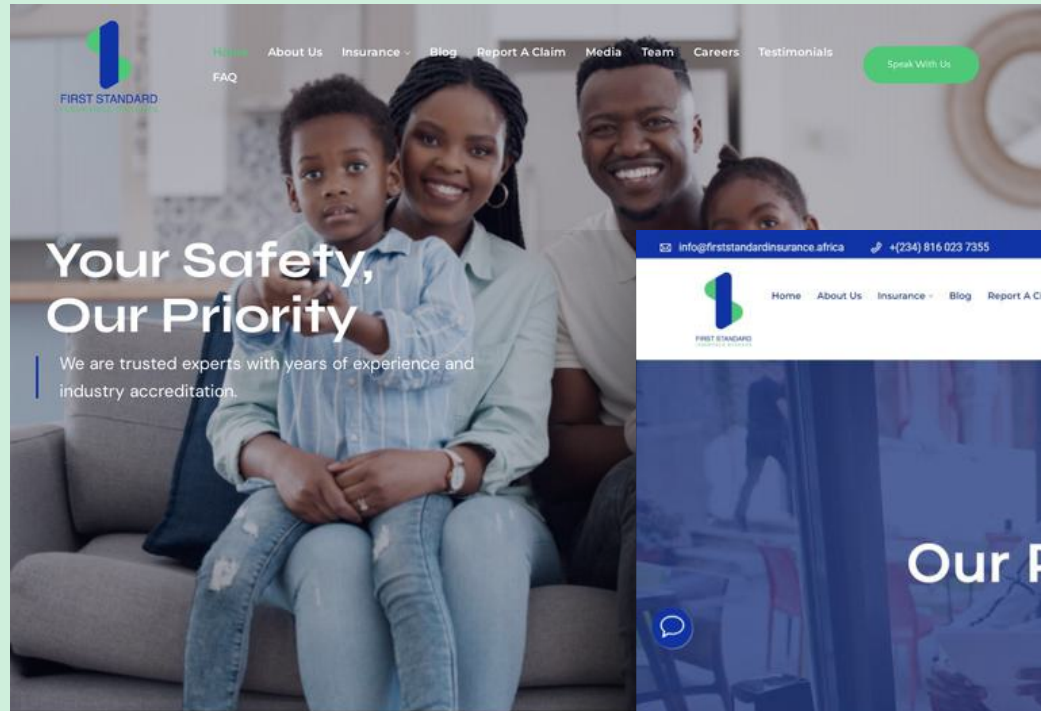 FIRST STANDARD
Home About Us Insurance Blog Report A Claim Media Team Careers Testimonials
FAQ
Speak With Us
Your Safety,
Our Priority
We are trusted experts with years of experience and
industry accreditation.
info@firststandardinsurance.africa +(234) 816 023 7355
FIRST STANDARD
Home About Us Insurance Blog Report A Cl
Our